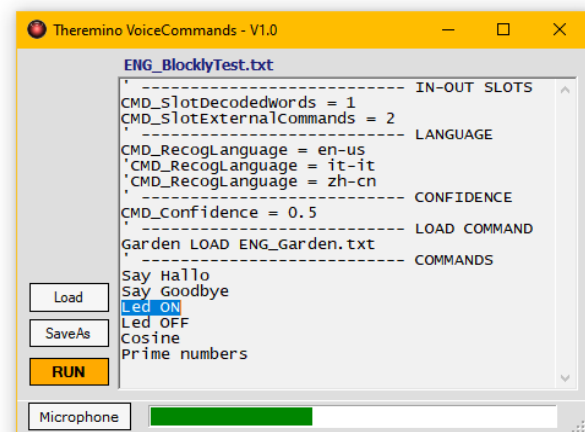 Theremino VoiceCommands - V1.0
ENG_BlocklyTest.txt
' --------------------------- IN-OUT SLOTS
CMD_SlotDecodedWords = 1
CMD_SlotExternalCommands = 2
' --------------------------- LANGUAGE
CMD_RecogLanguage = en-us
'CMD_RecogLanguage = it-it
'CMD_RecogLanguage = zh-cn
' --------------------------- CONFIDENCE
CMD_Confidence = 0.5
' --------------------------- LOAD COMMAND
Garden LOAD ENG_Garden.txt
' --------------------------- COMMANDS
Say Hallo
Say Goodbye
Led ON
Led OFF
Cosine
Prime numbers
Load
SaveAs
RUN
Microphone